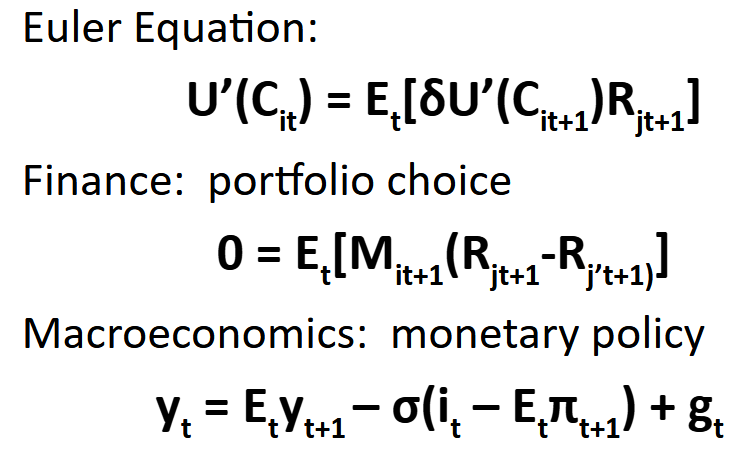 Euler Equation:
U’(Cᵢₜ) = Eₜ[δU’(Cᵢₜ₊₁)Rⱼₜ₊₁]
Finance:  portfolio choice
0 = Eₜ[Mᵢₜ₊₁(Rⱼₜ₊₁-Rⱼ’ₜ₊₁₎]
Macroeconomics:  monetary policy
yₜ = Eₜyₜ₊₁ – σ(iₜ – Eₜπₜ₊₁) + gₜ